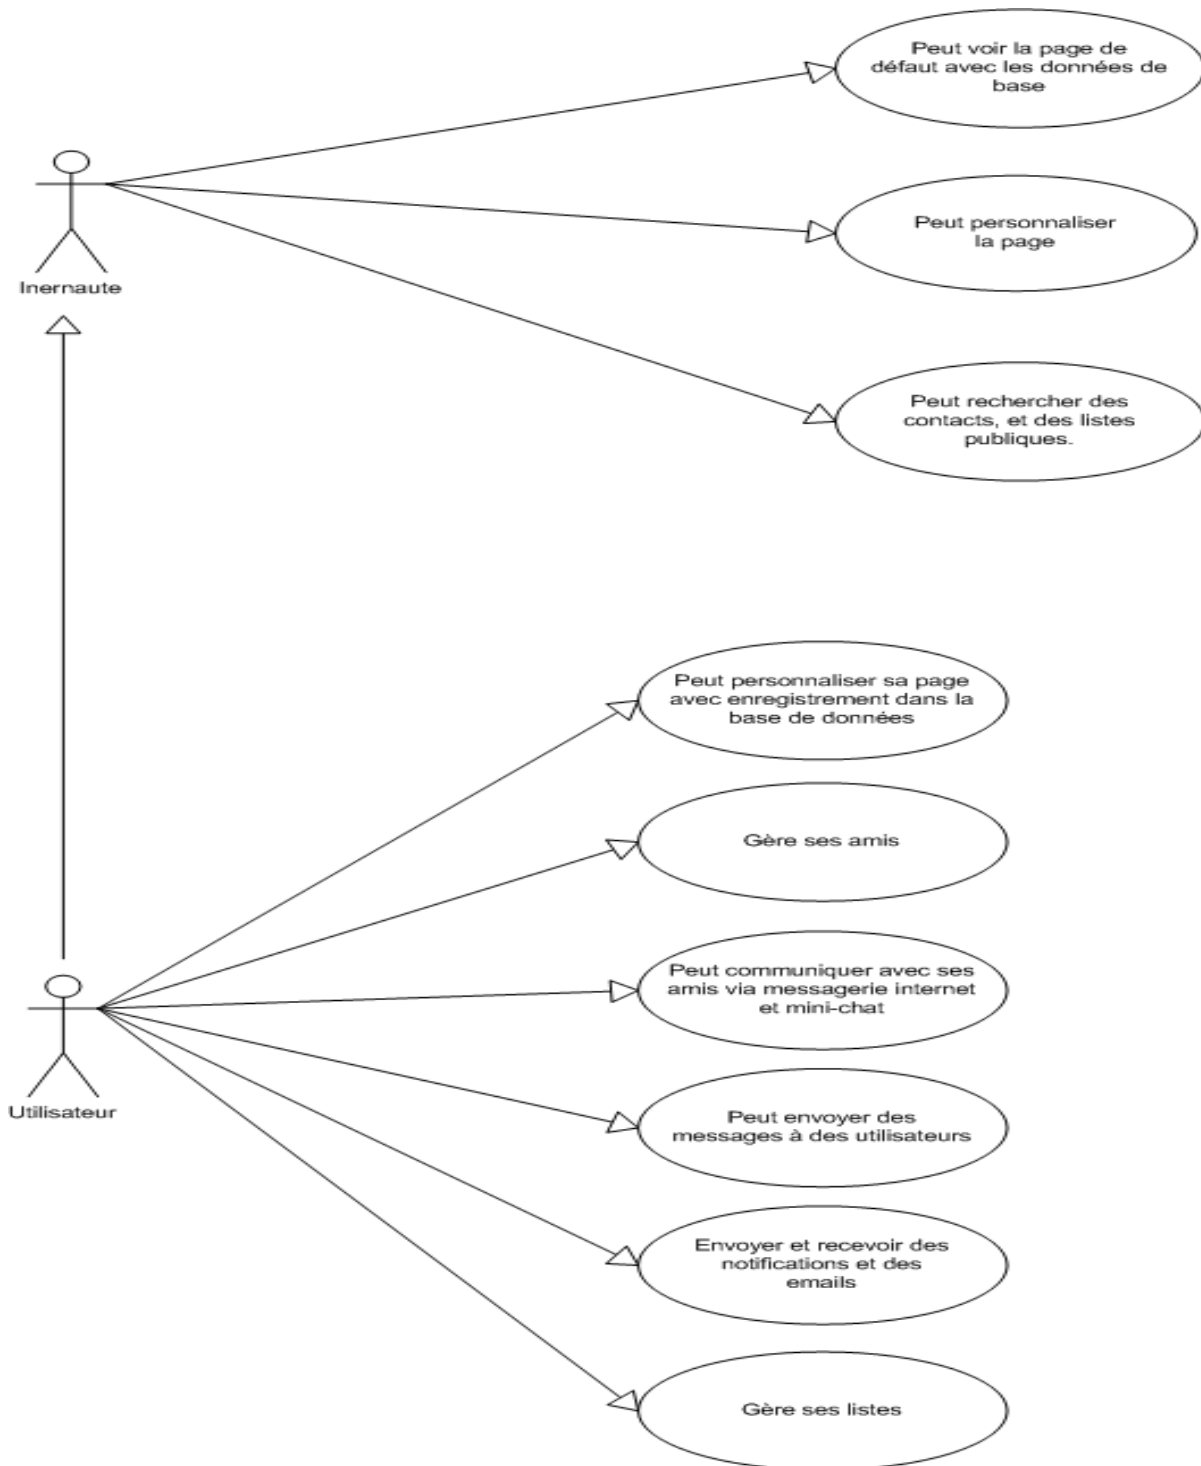 Peut voir la page de
défaut avec les données de
base
Inernaute
Peut personnaliser
la page
Peut rechercher des
contacts, et des listes
publiques.
Peut personnaliser sa page
avec enregistrement dans la
base de données
Gère ses amis
Peut communiquer avec ses
amis via messagerie internet
et mini-chat
Utilisateur
Peut envoyer des
messages à des utilisateurs
Envoyer et recevoir des
notifications et des
emails
Gère ses listes